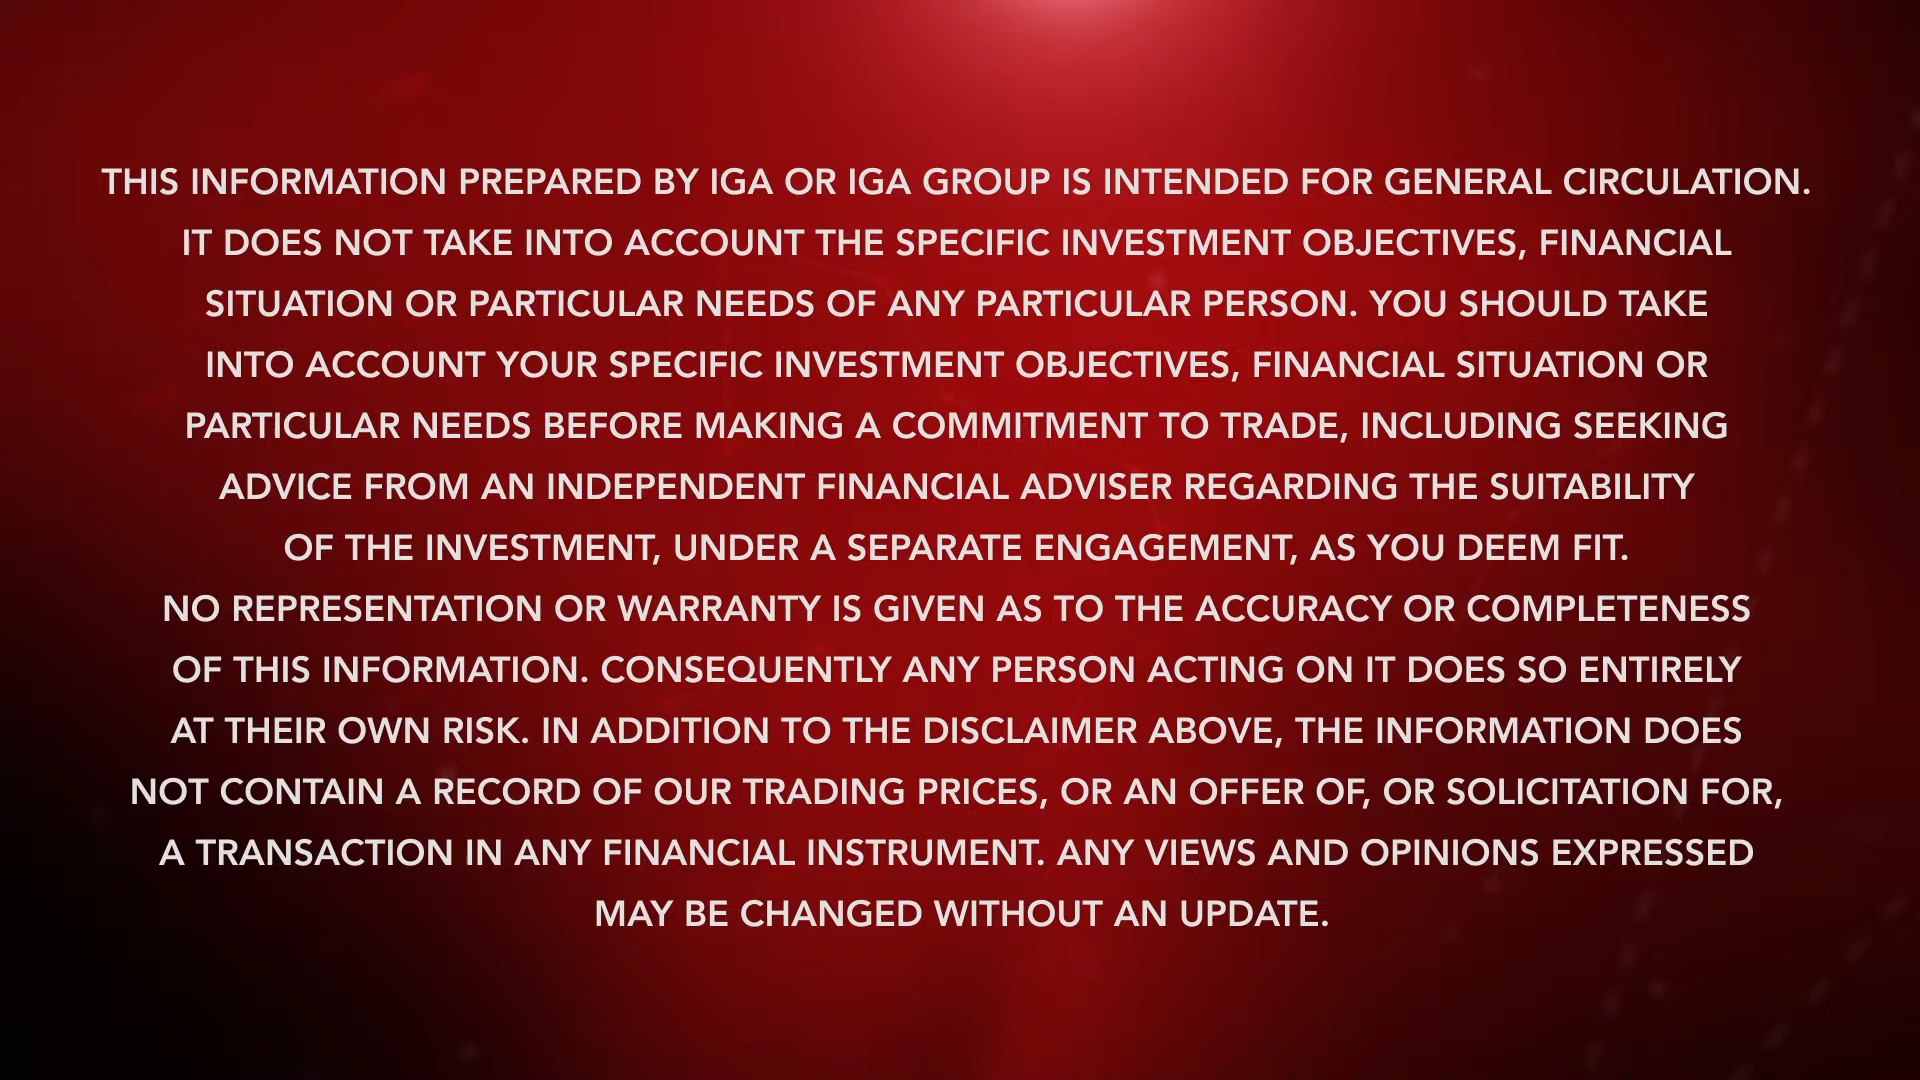 THIS INFORMATION PREPARED BY IGA OR IGA GROUP IS INTENDED FOR GENERAL CIRCULATION.
IT DOES NOT TAKE INTO ACCOUNT THE SPECIFIC INVESTMENT OBJECTIVES, FINANCIAL
SITUATION OR PARTICULAR NEEDS OF ANY PARTICULAR PERSON. YOU SHOULD TAKE
INTO ACCOUNT YOUR SPECIFIC INVESTMENT OBJECTIVES, FINANCIAL SITUATION OR
PARTICULAR NEEDS BEFORE MAKING A COMMITMENT TO TRADE, INCLUDING SEEKING
ADVICE FROM AN INDEPENDENT FINANCIAL ADVISER REGARDING THE SUITABILITY
OF THE INVESTMENT, UNDER A SEPARATE ENGAGEMENT, AS YOU DEEM FIT.
NO REPRESENTATION OR WARRANTY IS GIVEN AS TO THE ACCURACY OR COMPLETENESS
OF THIS INFORMATION. CONSEQUENTLY ANY PERSON ACTING ON IT DOES SO ENTIRELY
AT THEIR OWN RISK. IN ADDITION TO THE DISCLAIMER ABOVE, THE INFORMATION DOES
NOT CONTAIN A RECORD OF OUR TRADING PRICES, OR AN OFFER OF, OR SOLICITATION FOR,
A TRANSACTION IN ANY FINANCIAL INSTRUMENT. ANY VIEWS AND OPINIONS EXPRESSED
MAY BE CHANGED WITHOUT AN UPDATE.